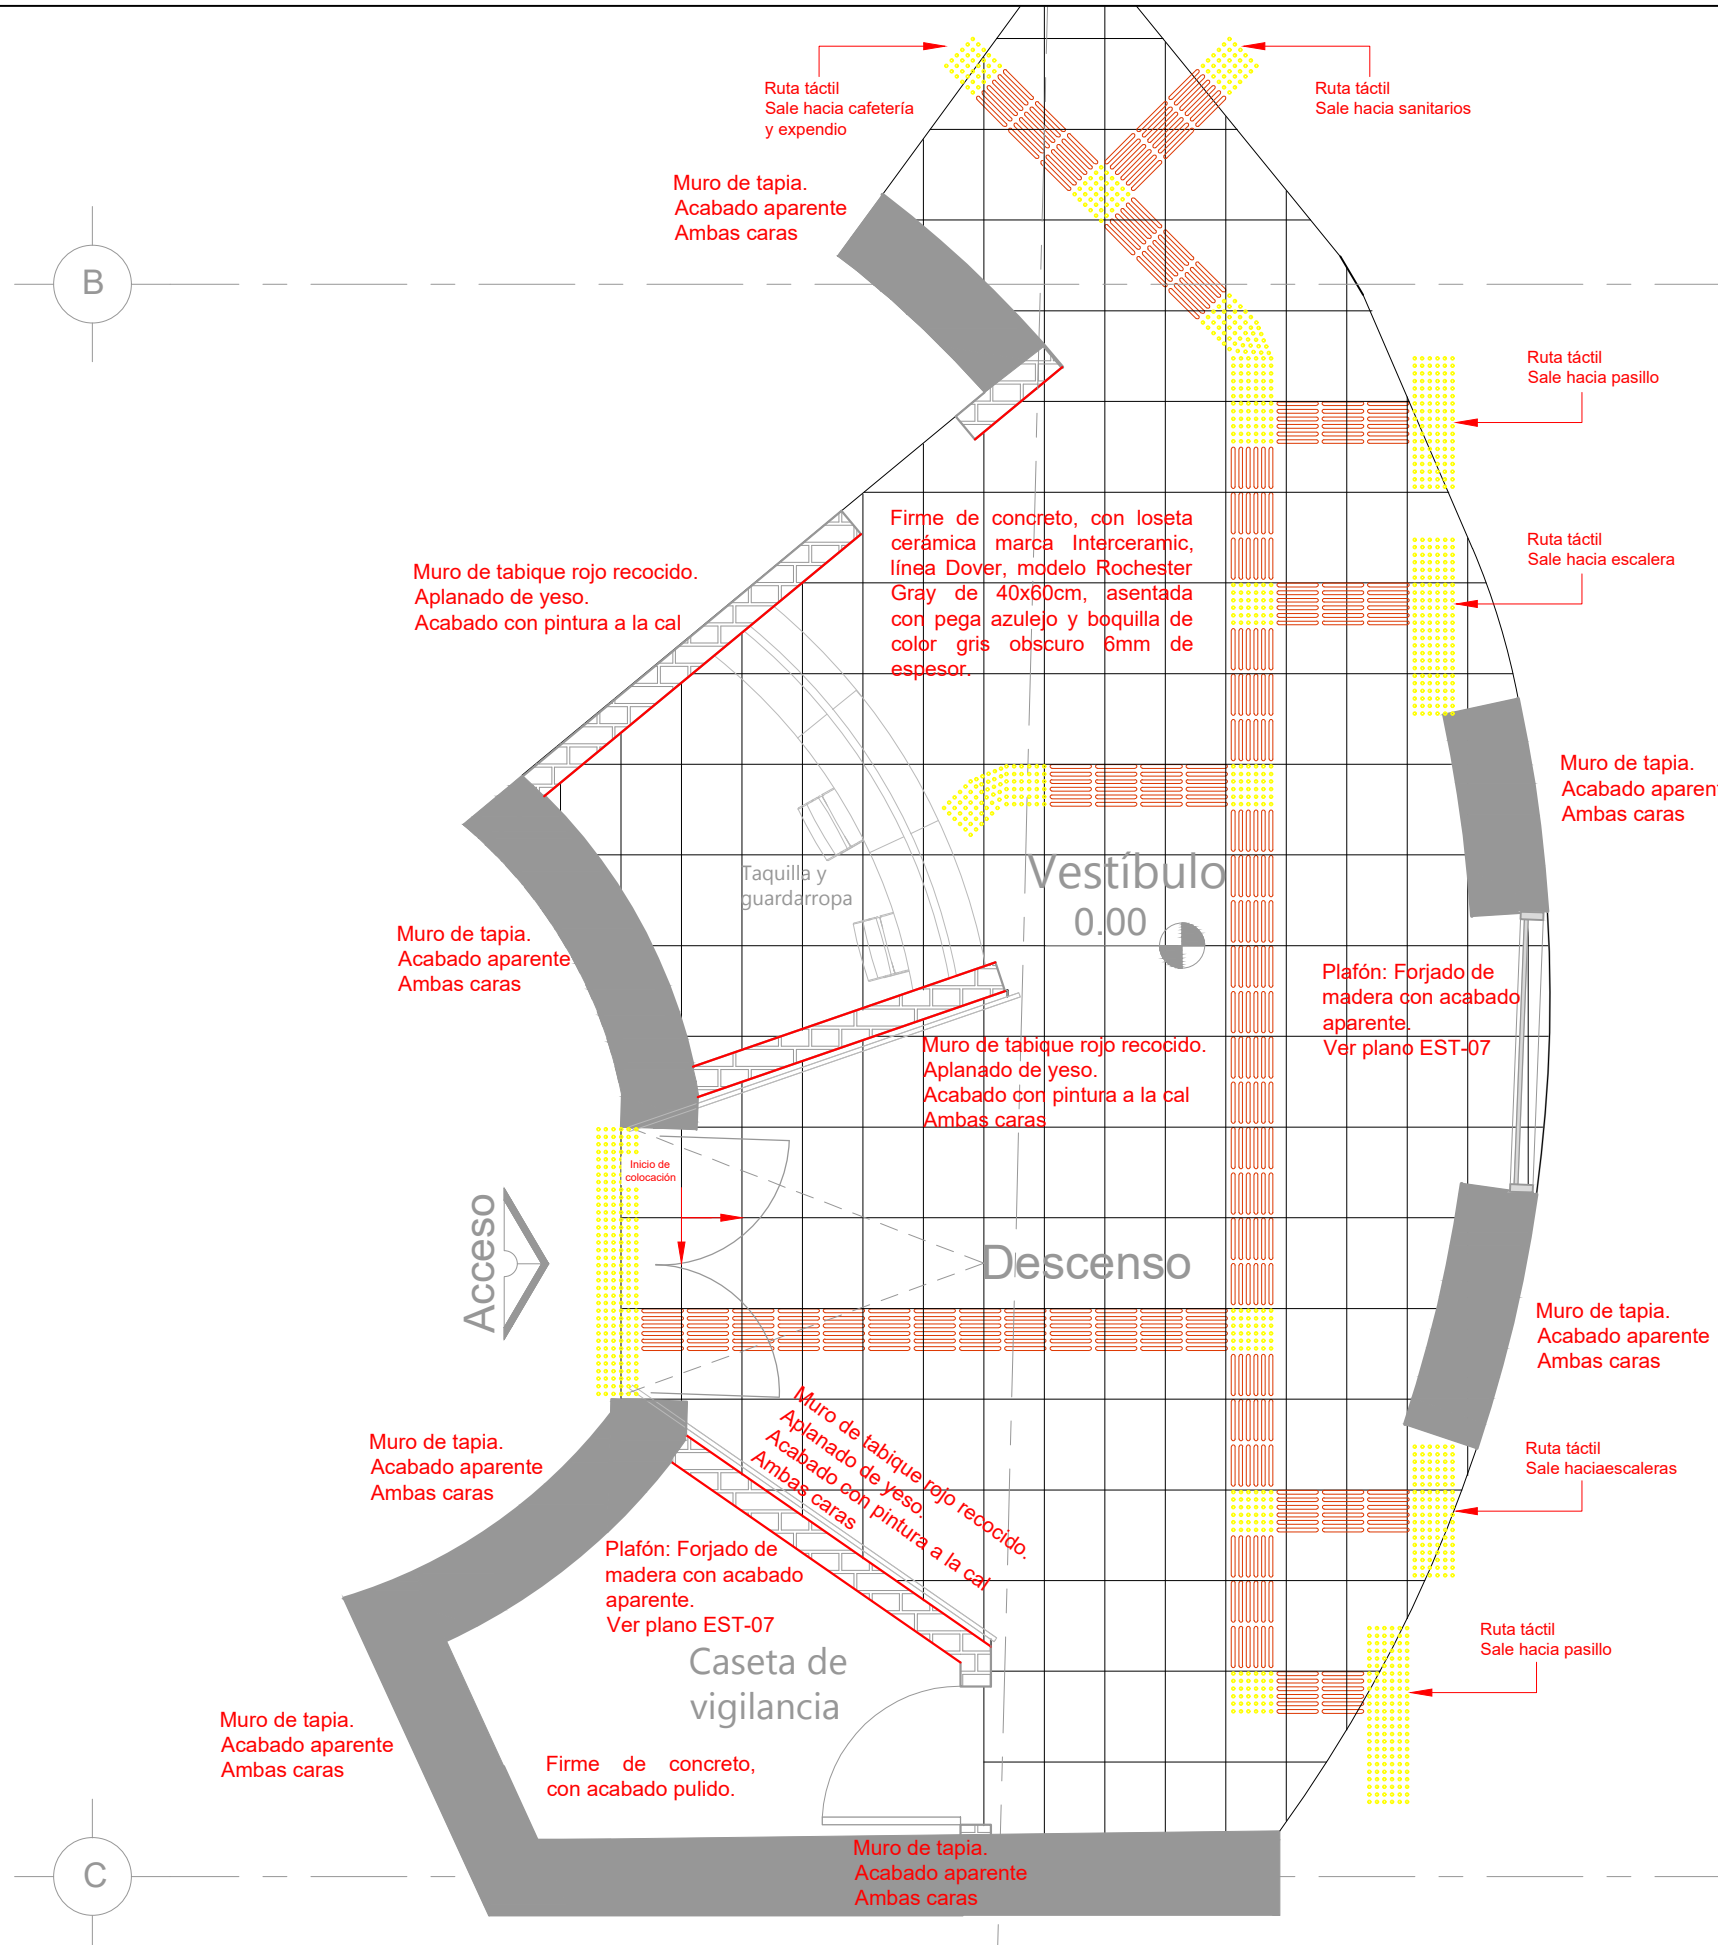 Ruta táctil
Sale hacia cafetería
y expendio
Ruta táctil
Sale hacia sanitarios
Muro de tapia.
Acabado aparente
Ambas caras
B
Ruta táctil
Sale hacia pasillo
Firme de concreto, con loseta
cerámica marca Interceramic,
línea Dover, modelo Rochester
Gray de 40x60cm, asentada
con pega azulejo y boquilla de
color gris obscuro 6mm de
espesor.
Ruta táctil
Sale hacia escalera
Muro de tabique rojo recocido.
Aplanado de yeso.
Acabado con pintura a la cal
Muro de tapia.
Acabado aparent
Ambas caras
Taquilla y
guardarropa
Vestíbulo
0.00
Muro de tapia.
Acabado aparente
Ambas caras
Plafón: Forjado de
madera con acabado
aparente.
Ver plano EST-07
Muro de tabique rojo recocido.
Aplanado de yeso.
Acabado con pintura a la cal
Ambas caras
Inicio de
colocación
Acceso
Descenso
Muro de tapia.
Acabado aparente
Ambas caras
Muro de tabique rojo recocido.
Aplanado de yeso.
Acabado con pintura a la cal
Ambas caras
Muro de tapia.
Acabado aparente
Ambas caras
Ruta táctil
Sale haciaescaleras
Plafón: Forjado de
madera con acabado
aparente.
Ver plano EST-07
Caseta de
vigilancia
Ruta táctil
Sale hacia pasillo
Muro de tapia.
Acabado aparente
Ambas caras
Firme de concreto,
con acabado pulido.
Muro de tapia.
Acabado aparente
Ambas caras
C